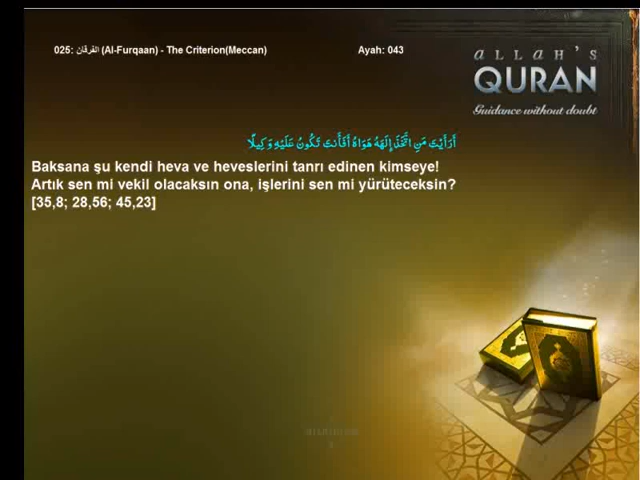 025: الفرقان (Al-Furqaan) - The Criterion(Meccan) Ayah: 043
ALLAH'S
QURAN
Guidance without doubt
أَرَأَيْتَ مَنِ اتَّخَذَ إِلَٰهَهُ هَوَاهُ أَفَأَنتَ تَكُونُ عَلَيْهِ وَكِيلًا
Baksana şu kendi heva ve heveslerini tanrı edinen kimseye!
Artık sen mi vekil olacaksın ona, işlerini sen mi yürüteceksin?
[35,8; 28,56; 45,23]